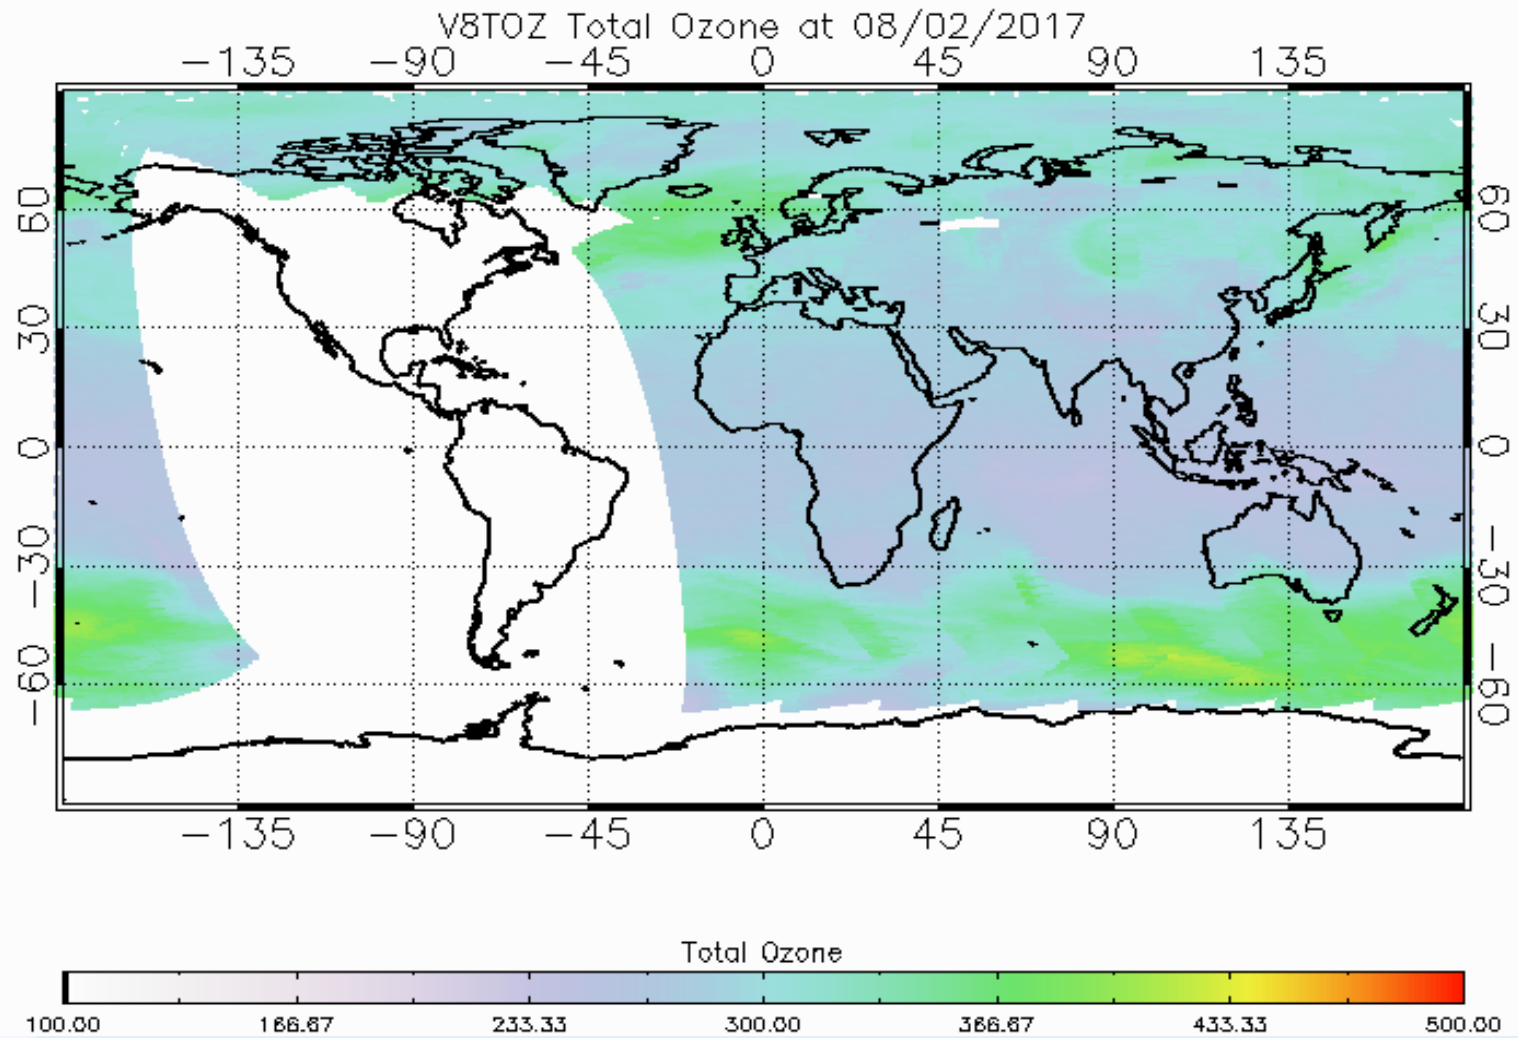 V8TOZ Total Ozone at 08/02/2017
−135 −90 −45 0 45 90 135
60 60
30 30
0 0
−30 −30
−60 −60
−135 −90 −45 0 45 90 135
Total Ozone
100.00 166.67 233.33 300.00 366.67 433.33 500.00